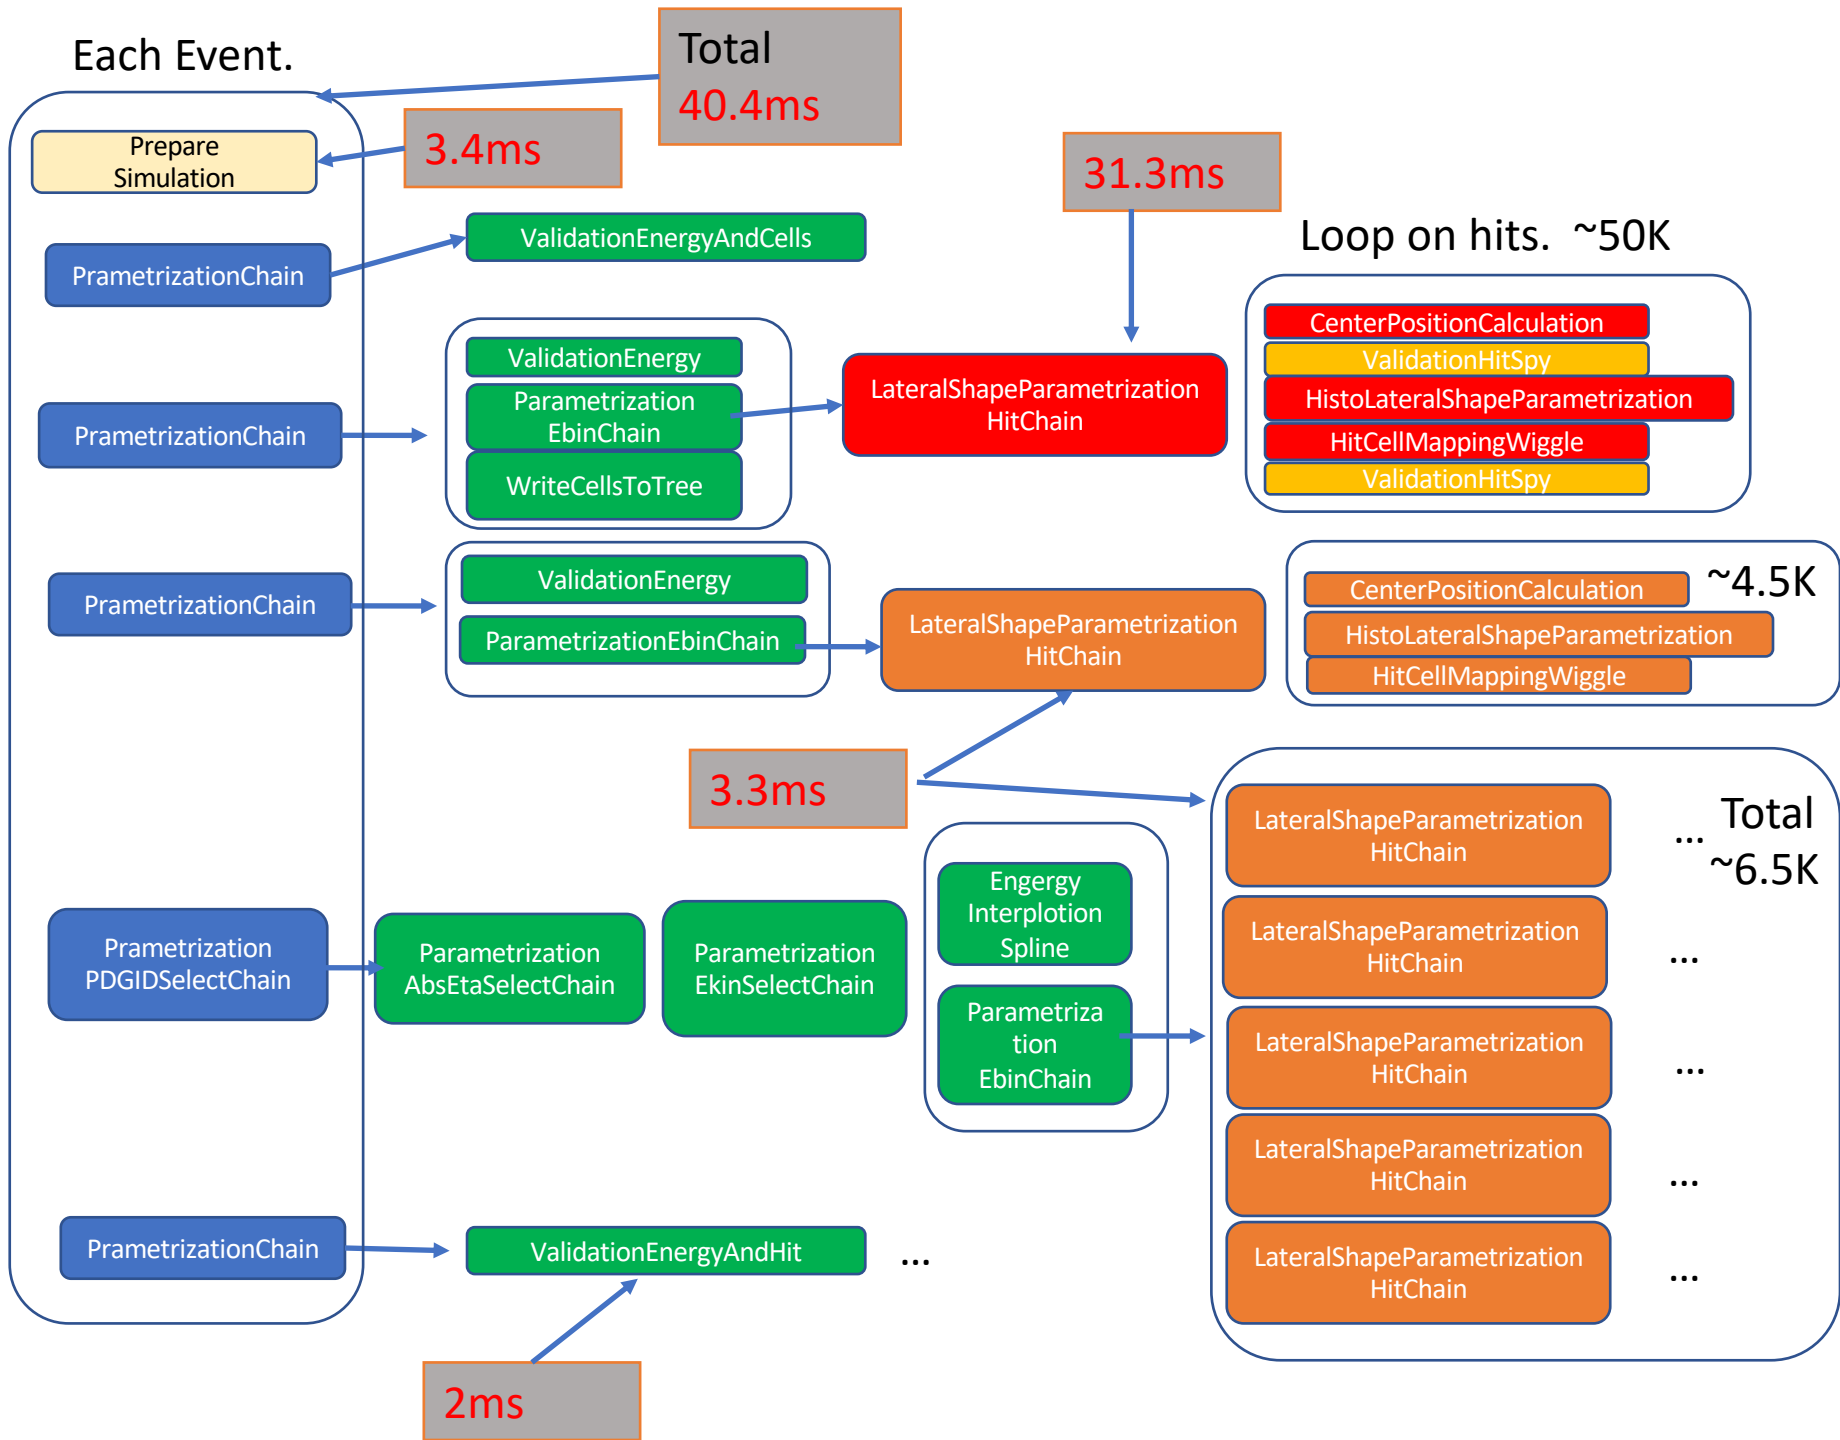 Each Event.
Total
40.4ms
Prepare
Simulation
3.4ms
31.3ms
PrametrizationChain
ValidationEnergyAndCells
Loop on hits.  ~50K
PrametrizationChain
ValidationEnergy
Parametrization
EbinChain
WriteCellsToTree
LateralShapeParametrization
HitChain
CenterPositionCalculation
ValidationHitSpy
HistoLateralShapeParametrization
HitCellMappingWiggle
ValidationHitSpy
PrametrizationChain
ValidationEnergy
ParametrizationEbinChain
LateralShapeParametrization
HitChain
CenterPositionCalculation
~4.5K
HistoLateralShapeParametrization
HitCellMappingWiggle
3.3ms
Prametrization
PDGIDSelectChain
Parametrization
AbsEtaSelectChain
Parametrization
EkinSelectChain
Engergy
Interplotion
Spline
Parametriza
tion
EbinChain
LateralShapeParametrization
HitChain
...
Total
~6.5K
LateralShapeParametrization
HitChain
...
LateralShapeParametrization
HitChain
...
LateralShapeParametrization
HitChain
...
LateralShapeParametrization
HitChain
...
PrametrizationChain
ValidationEnergyAndHit
...
2ms